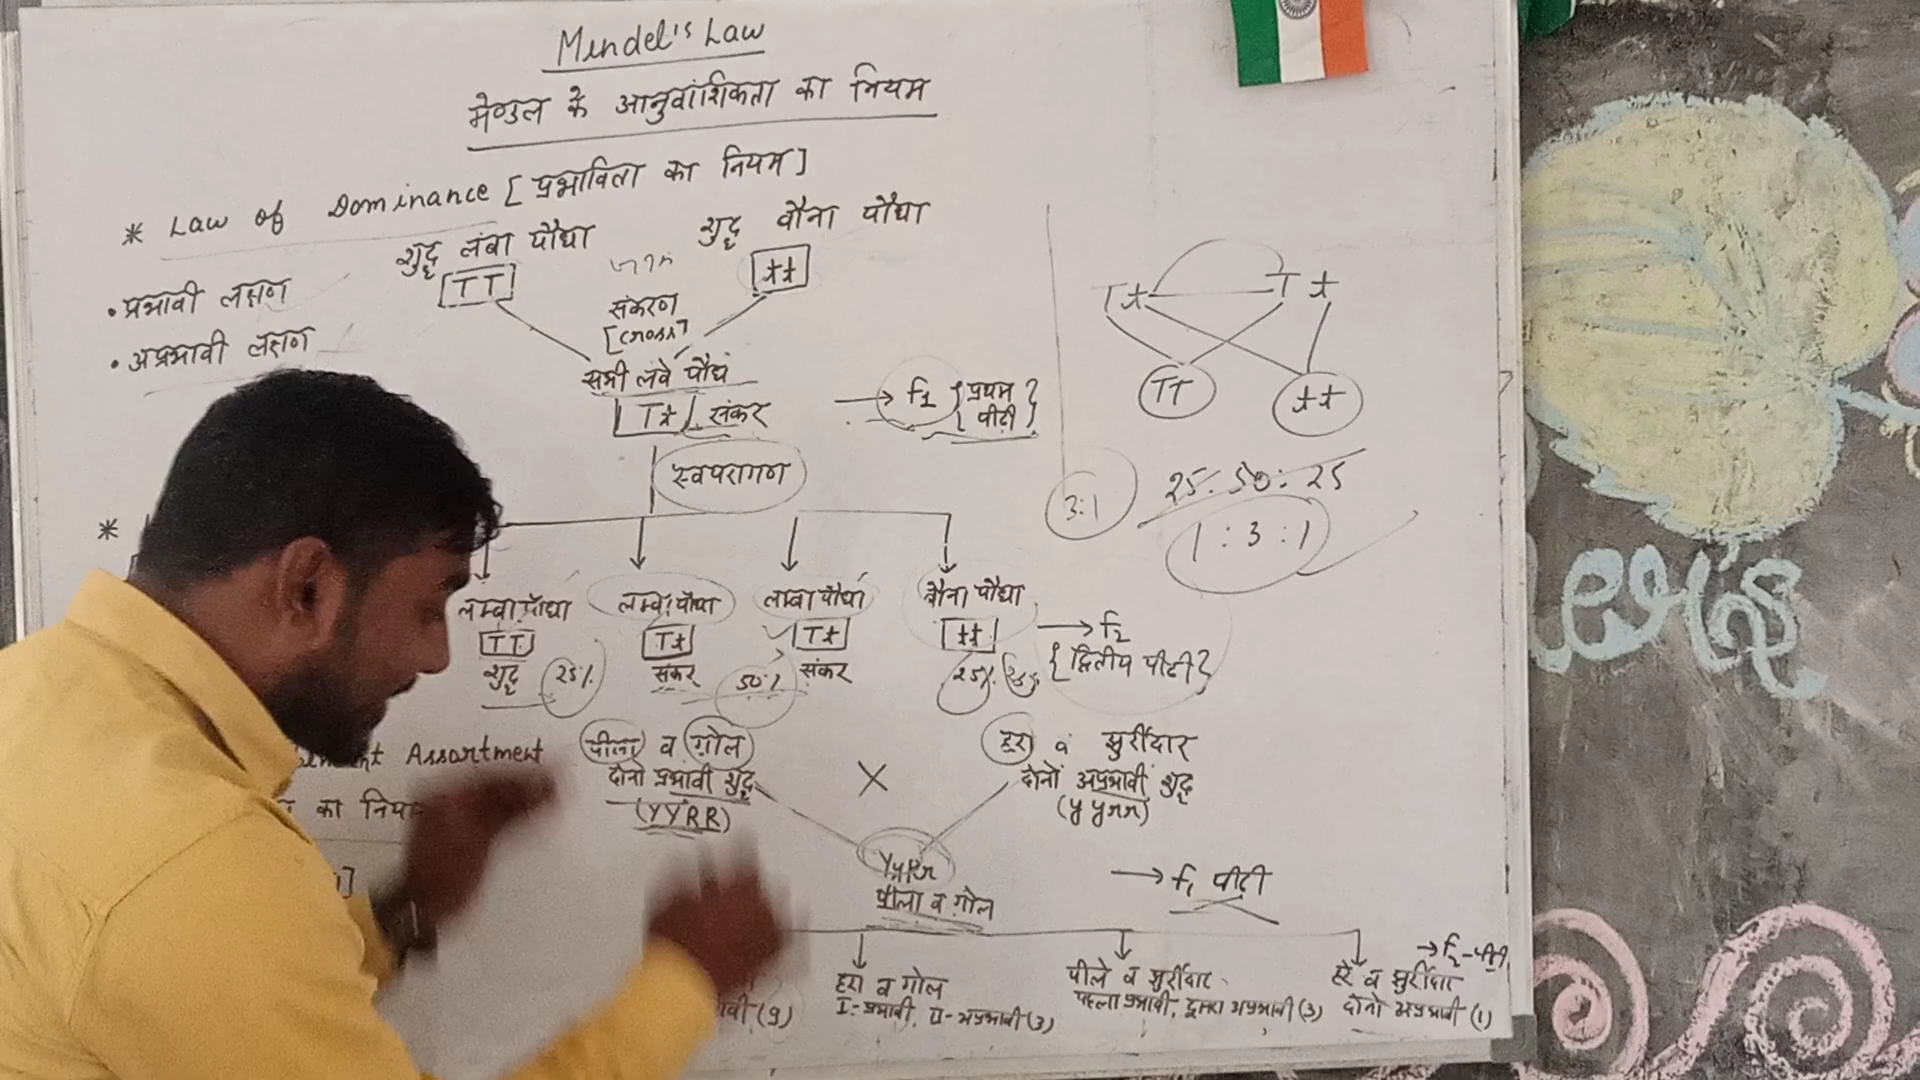 Mendel's Law
मेण्डल के आनुवांशिकता का नियम
* Law of Dominance [प्रभाविता का नियम]
शुद्ध लंबा पौधा
शुद्ध बौना पौधा
TT
tt
• प्रभावी लक्षण
• अप्रभावी लक्षण
संकरण
[cross]
सभी लंबे पौधे
Tt संकर
→ F1 {प्रथम पीढी}
स्वपरागण
Tt Tt
TT tt
3:1
25:50:25
1:3:1
*
लम्बा पौधा
लम्बे पौधा
लाम्बा पौधा
बौना पौधा
TT
Tt
Tt
tt
→ F2
{द्वितीय पीढी}
शुद्ध 25%
संकर 50% संकर
25%
Assortment
का निय
पीला व गोल
दोनो प्रभावी शुद्ध
(YYRR)
X
हरा व झुर्रीदार
दोनों अप्रभावी शुद्ध
(yyrr)
YyRr
पीला व गोल
→ F1 पीढी
→ F2-पीढी
(9)
हरा व गोल
I-प्रभावी, II-अप्रभावी (3)
पीले व झुर्रीदार
पहला प्रभावी, दूसरा अप्रभावी (3)
हरे व झुर्रीदार
दोनो अप्रभावी (1)